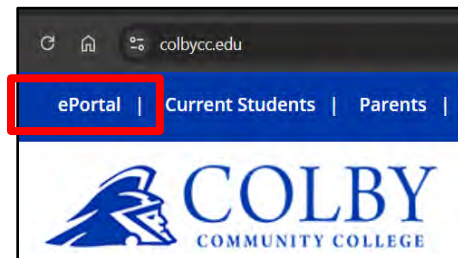 colbycc.edu
ePortal | Current Students | Parents |
COLBY
COMMUNITY COLLEGE